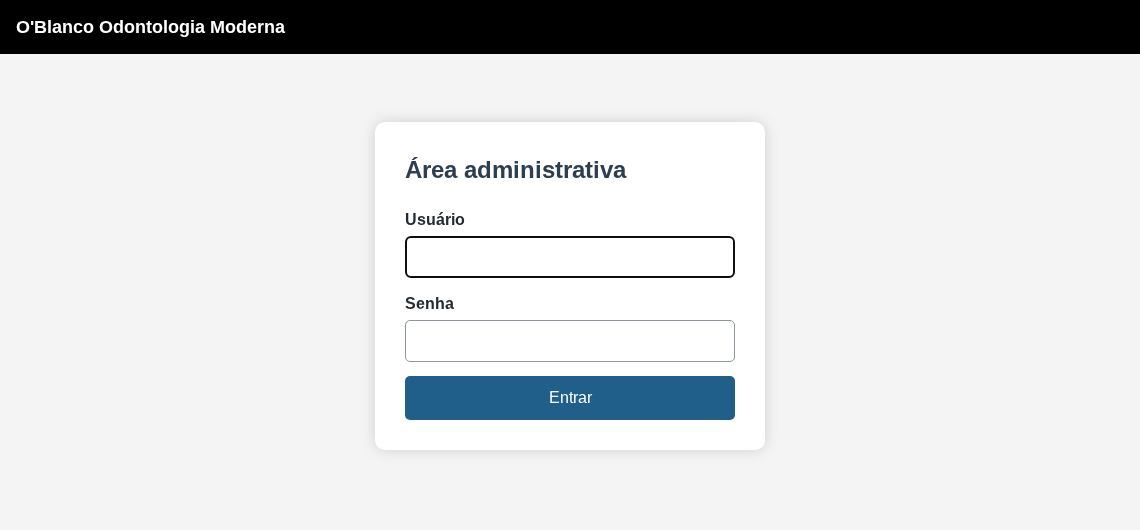 O'Blanco Odontologia Moderna
Área administrativa
Usuário
Senha
Entrar